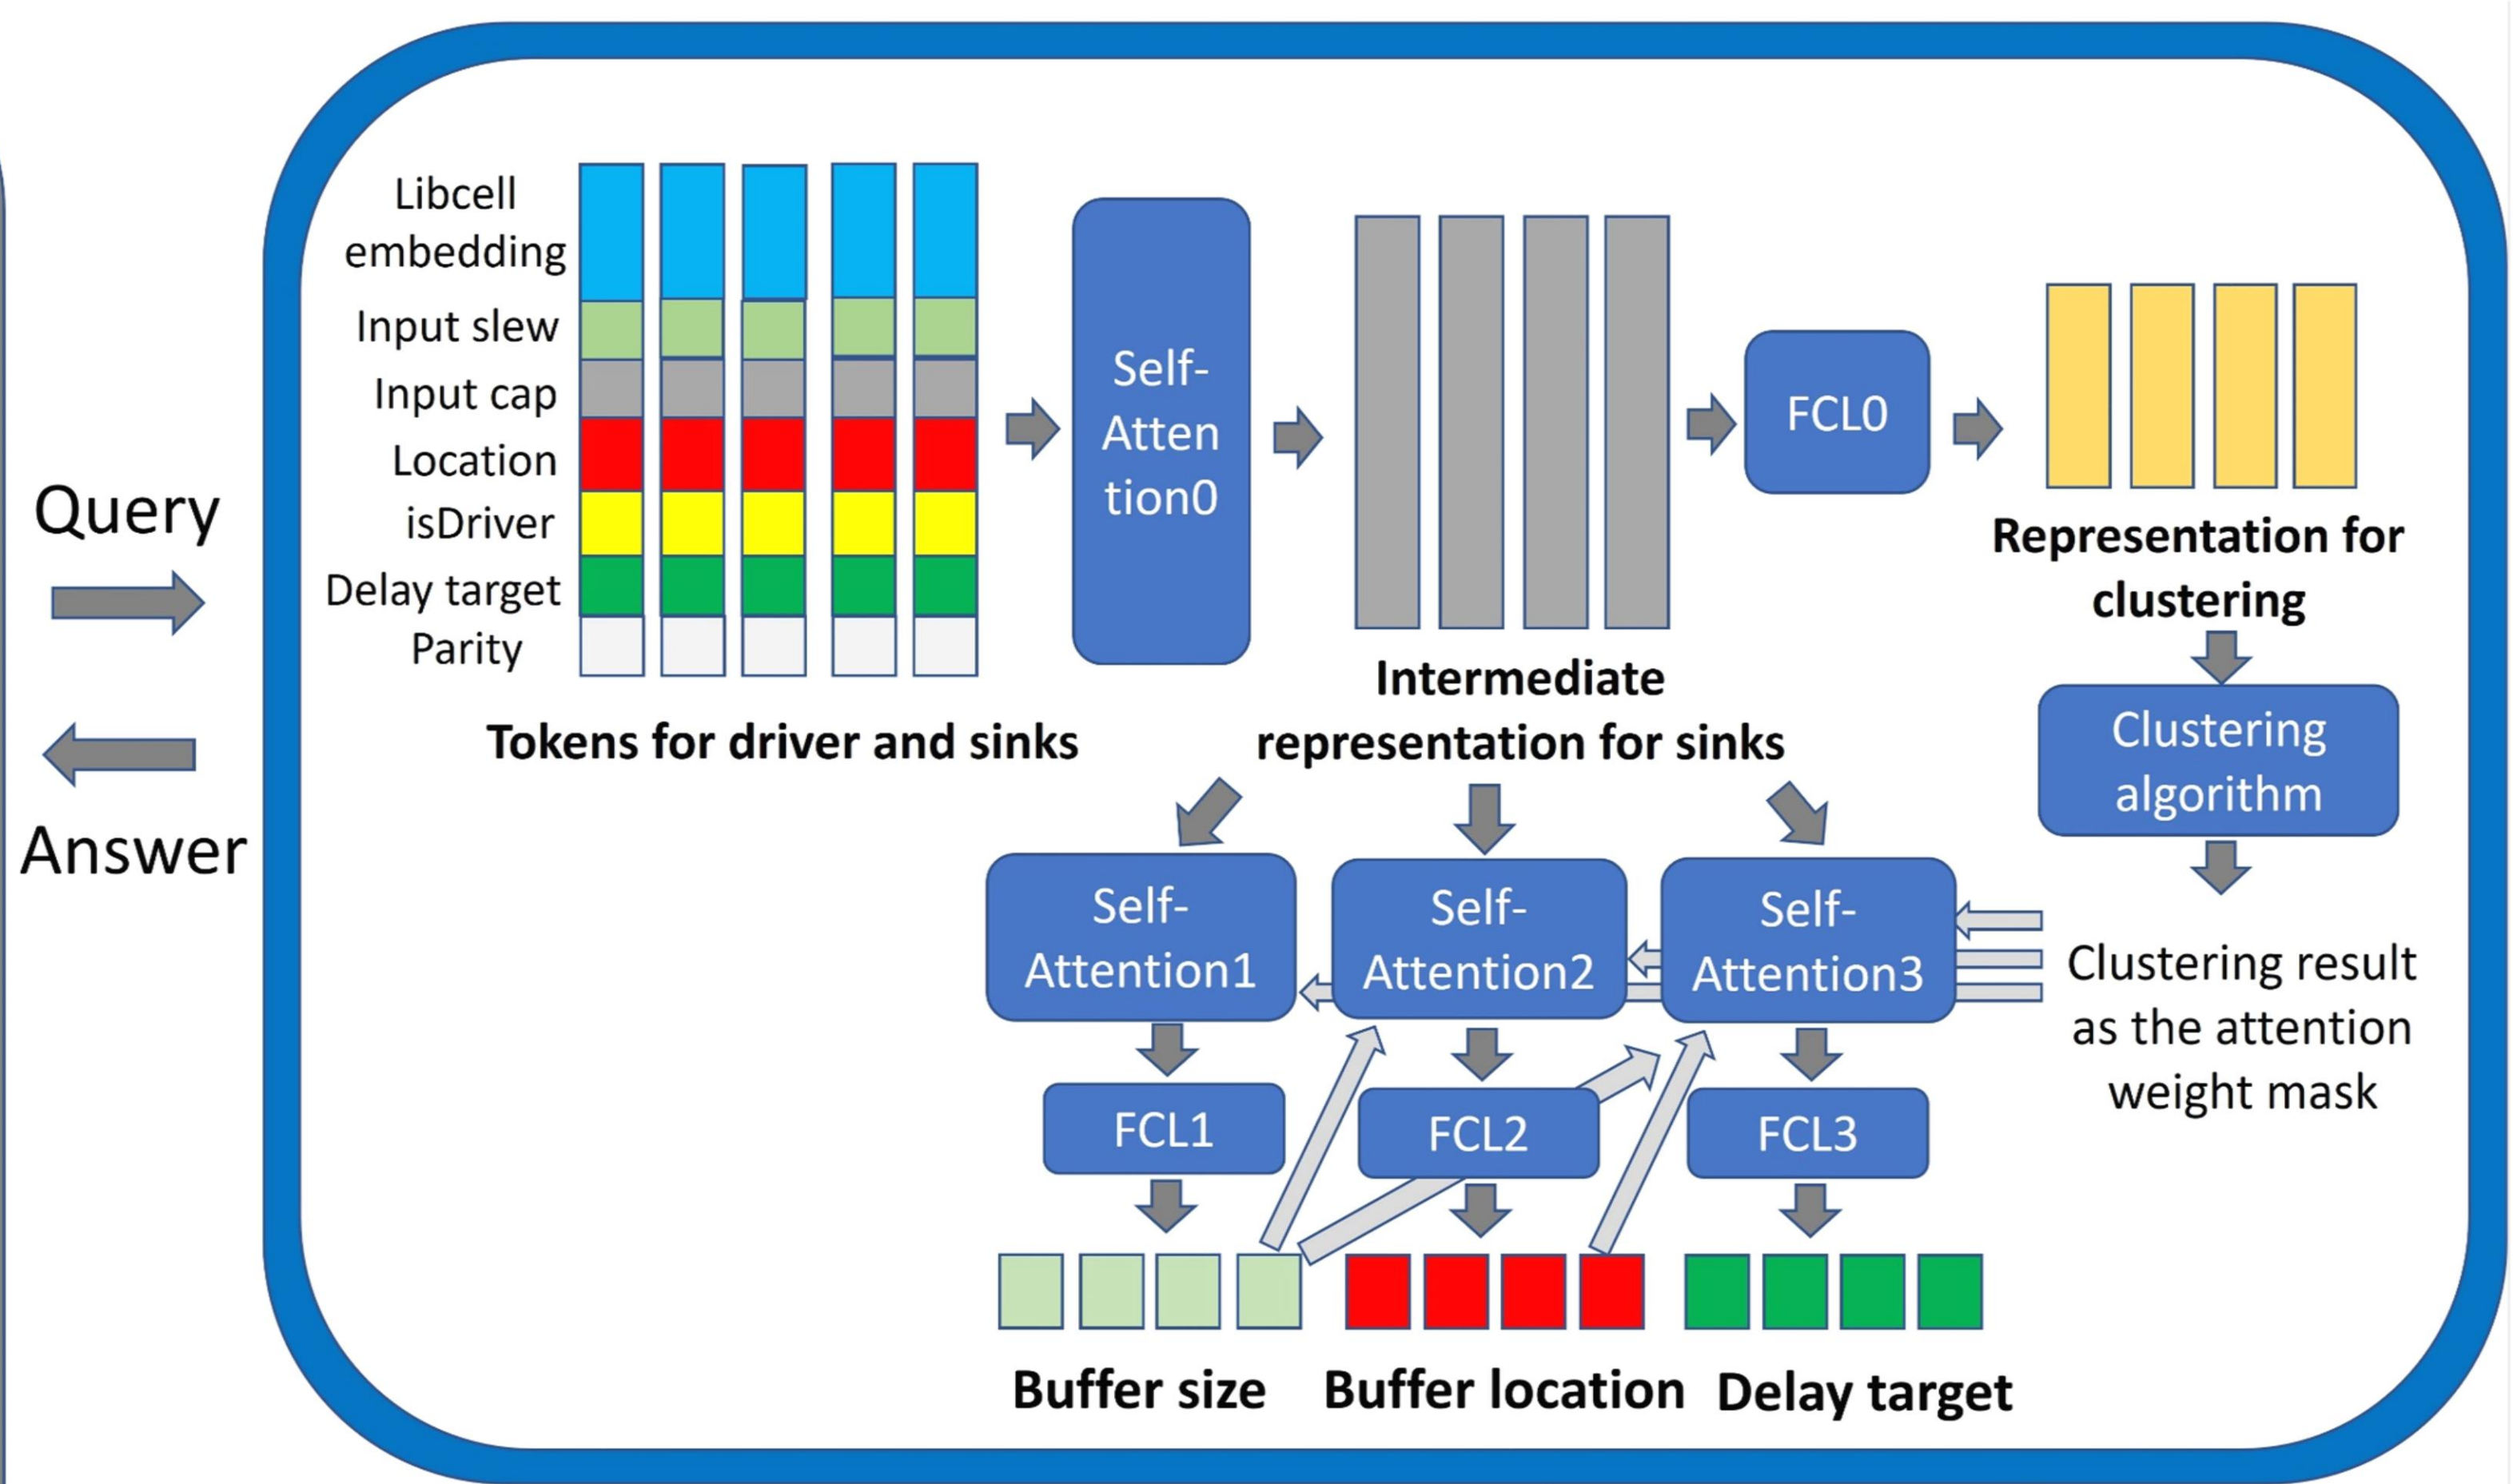 Query
Answer
Libcell
embedding
Input slew
Input cap
Location
isDriver
Delay target
Parity
Tokens for driver and sinks
Self-
Atten
tion0
Intermediate
representation for sinks
FCL0
Representation for
clustering
Clustering
algorithm
Clustering result
as the attention
weight mask
Self-
Attention1
Self-
Attention2
Self-
Attention3
FCL1
FCL2
FCL3
Buffer size
Buffer location
Delay target